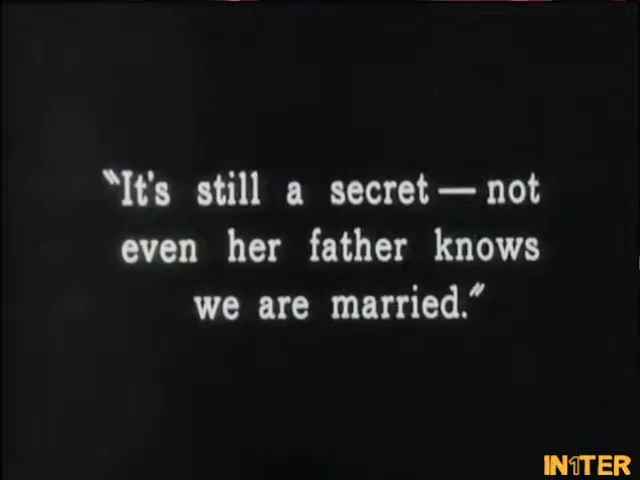 "It's still a secret — not
even her father knows
we are married."
IN1TER